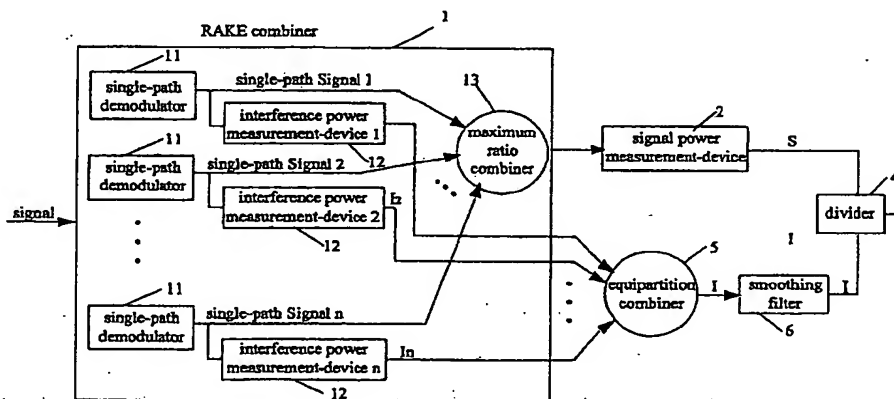 1
RAKE combiner
11
single-path
demodulator
single-path Signal 1
interference power
measurement-device 1
12
13
maximum
ratio
combiner
2
signal power
measurement-device
S
4
divider
11
single-path
demodulator
single-path Signal 2
I2
interference power
measurement-device 2
12
signal
5
equipartition
combiner
I
smoothing
filter
6
I
I
11
single-path
demodulator
single-path Signal n
interference power
measurement-device n
In
12